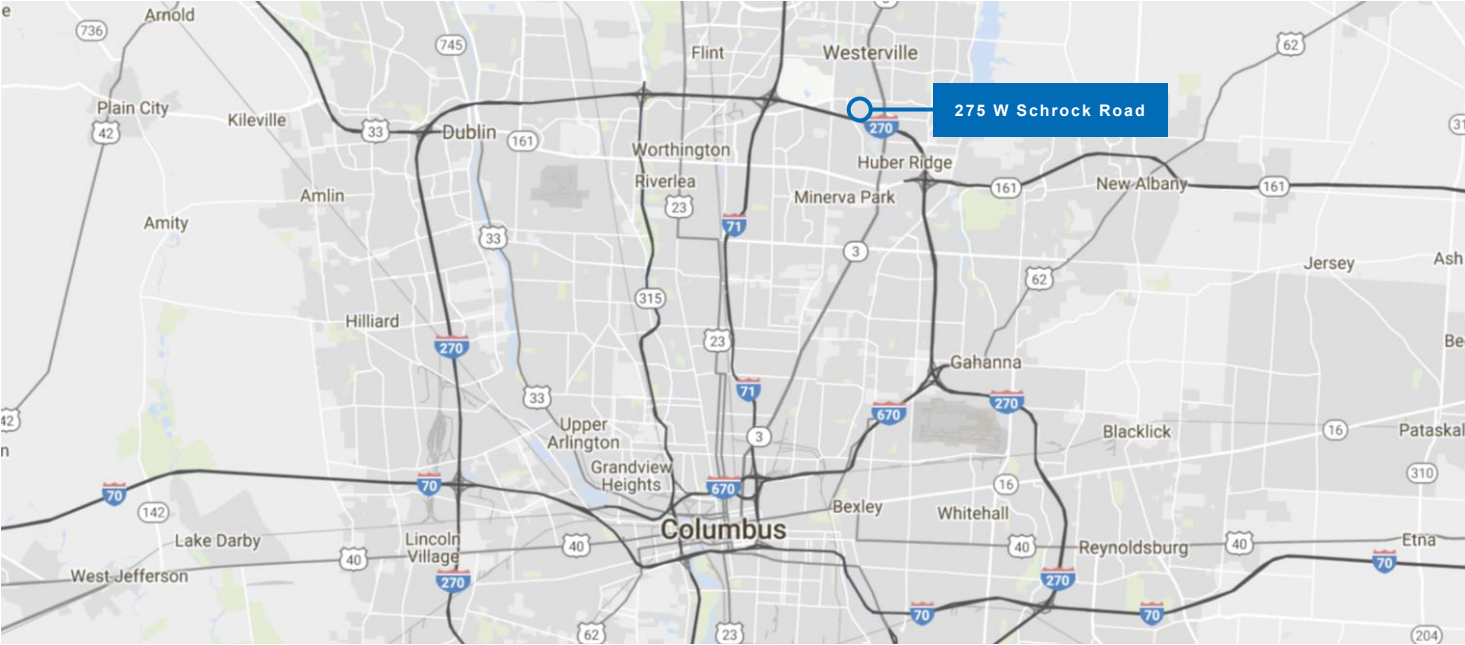 e
Arnold
736
745
Flint
Westerville
3
62
Plain City
42
Kileville
33
Dublin
161
275 W Schrock Road
270
31
Worthington
Huber Ridge
Riverlea
23
Minerva Park
161
New Albany
161
Amlin
Amity
33
71
3
62
Jersey
Ash
315
Hilliard
270
23
Be
Gahanna
42
n
33
71
670
270
Upper
Arlington
3
Blacklick
16
Pataskal
Grandview
Heights
70
70
670
16
310
142
Columbus
Bexley
Whitehall
Lake Darby
Lincoln
Village
40
40
40
Reynoldsburg
40
Etna
West Jefferson
270
270
70
70
70
62
23
204